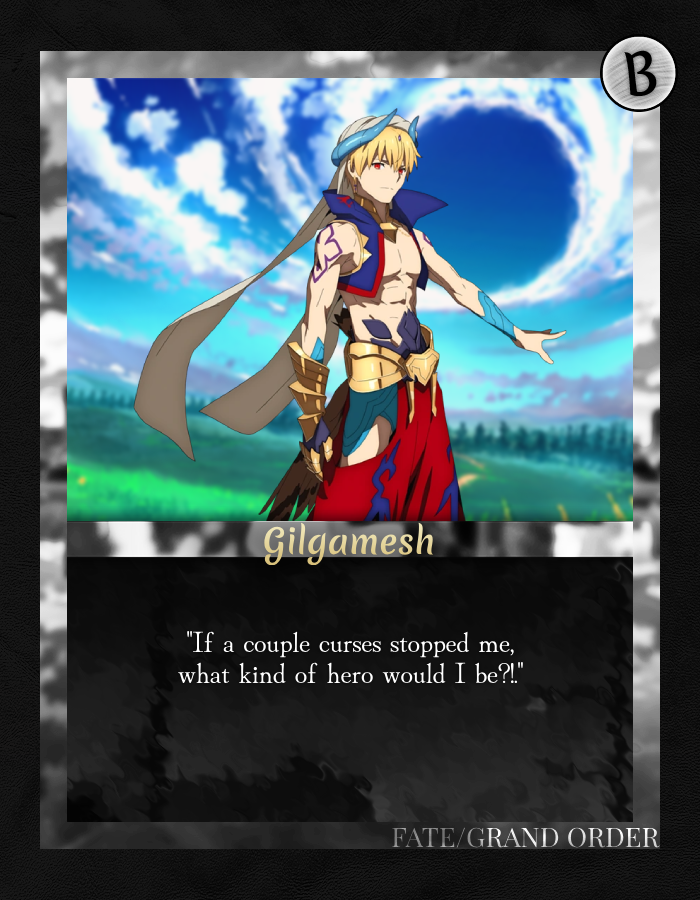 B
Gilgamesh
"If a couple curses stopped me,
what kind of hero would I be?!."
FATE/GRAND ORDER